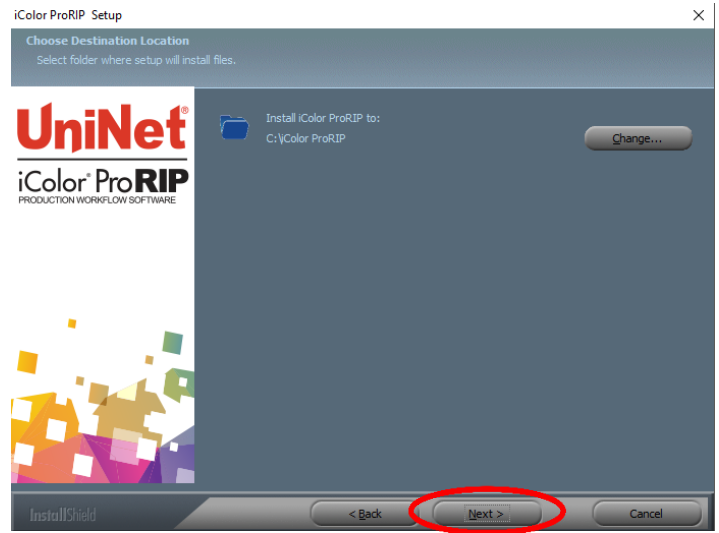 iColor ProRIP Setup
Choose Destination Location
Select folder where setup will install files.
UniNet®
iColor® ProRIP
PRODUCTION WORKFLOW SOFTWARE
Install iColor ProRIP to:
C:\iColor ProRIP
Change...
InstallShield
< Back
Next >
Cancel